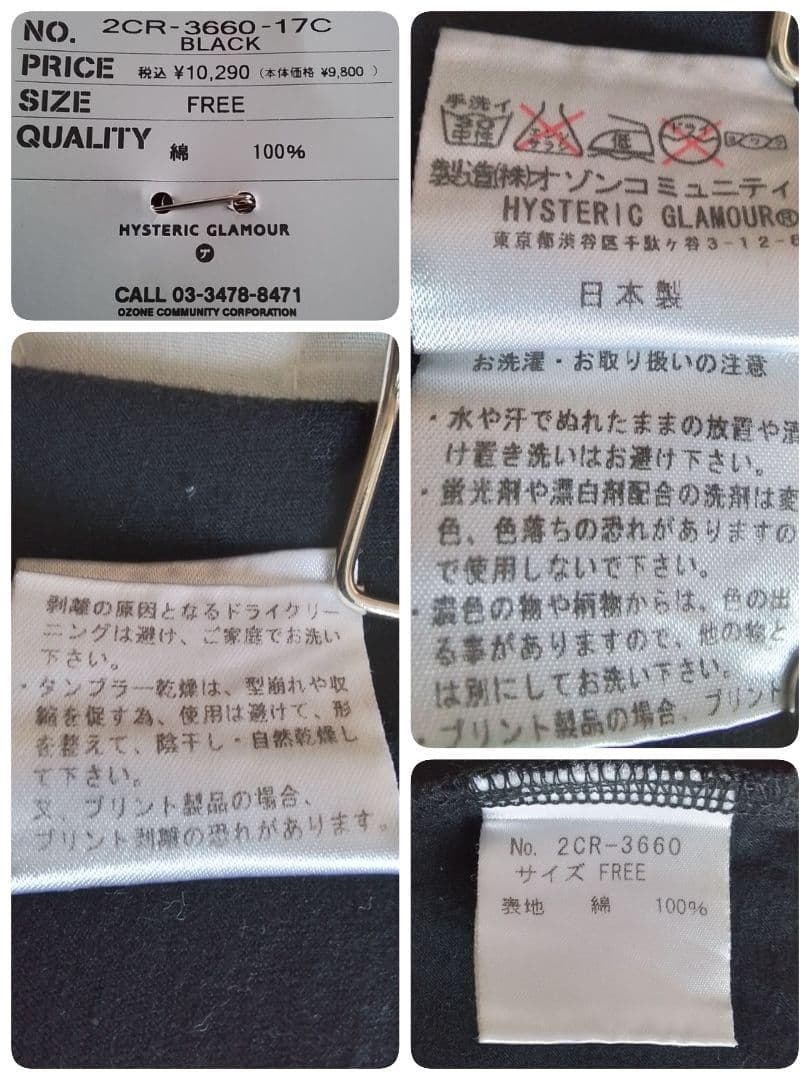 NO. 2CR-3660-17C
BLACK
PRICE 税込 ¥10,290 (本体価格 ¥9,800 )
SIZE FREE
QUALITY 綿 100%
HYSTERIC GLAMOUR
CALL 03-3478-8471
OZONE COMMUNITY CORPORATION
手洗イ
中性
エンソ
サラシ
低
ドライ
製造(株)オゾンコミュニティ
HYSTERIC GLAMOUR®
東京都渋谷区千駄ヶ谷3-12-8
日本製
お洗濯・お取り扱いの注意
・水や汗でぬれたままの放置や漬
け置き洗いはお避け下さい。
・蛍光剤や漂白剤配合の洗剤は変
色、色落ちの恐れがありますの
で使用しないで下さい。
・濃色の物や柄物からは、色の出
る事がありますので、他の物と
は別にしてお洗い下さい。
・プリント製品の場合、プリント
剥離の原因となるドライクリー
ニングは避け、ご家庭でお洗い
下さい。
・タンブラー乾燥は、型崩れや収
縮を促す為、使用は避けて、形
を整えて、陰干し・自然乾燥し
て下さい。
又、プリント製品の場合、
プリント剥離の恐れがあります。
No. 2CR-3660
サイズ FREE
表地 綿 100%